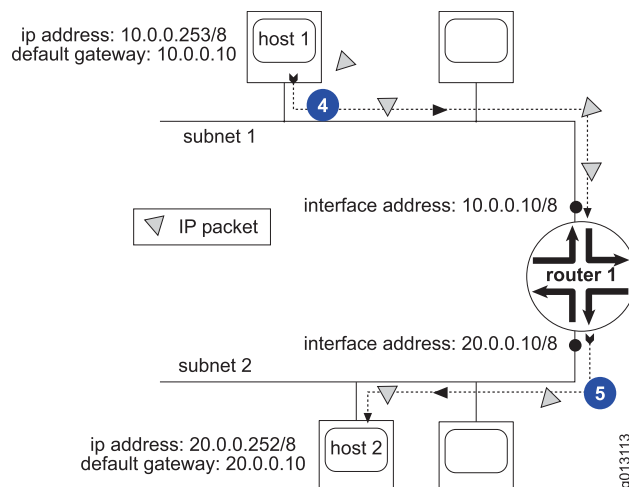 ip address: 10.0.0.253/8
default gateway: 10.0.0.10
host 1
4
subnet 1
interface address: 10.0.0.10/8
IP packet
router 1
interface address: 20.0.0.10/8
subnet 2
5
ip address: 20.0.0.252/8
default gateway: 20.0.0.10
host 2
g013113